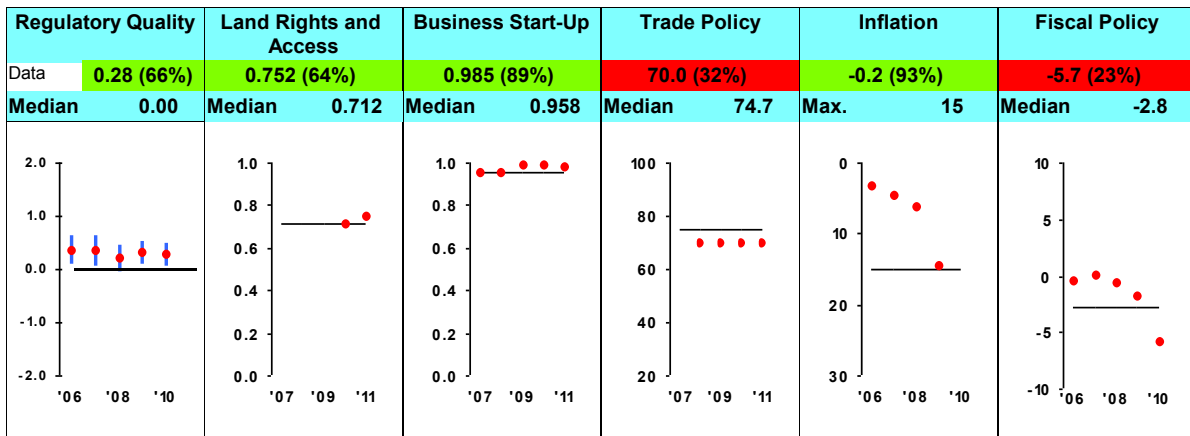 Regulatory Quality
Land Rights and
Access
Business Start-Up
Trade Policy
Inflation
Fiscal Policy
Data 0.28 (66%)
0.752 (64%)
0.985 (89%)
70.0 (32%)
-0.2 (93%)
-5.7 (23%)
Median 0.00
Median 0.712
Median 0.958
Median 74.7
Max. 15
Median -2.8
2.0
1.0
0.0
-1.0
-2.0
'06 '08 '10
1.0
0.8
0.6
0.4
0.2
0.0
'07 '09 '11
1.0
0.8
0.6
0.4
0.2
0.0
'07 '09 '11
100
80
60
40
20
'07 '09 '11
0
10
20
30
'06 '08 '10
10
5
0
-5
-10
'06 '08 '10